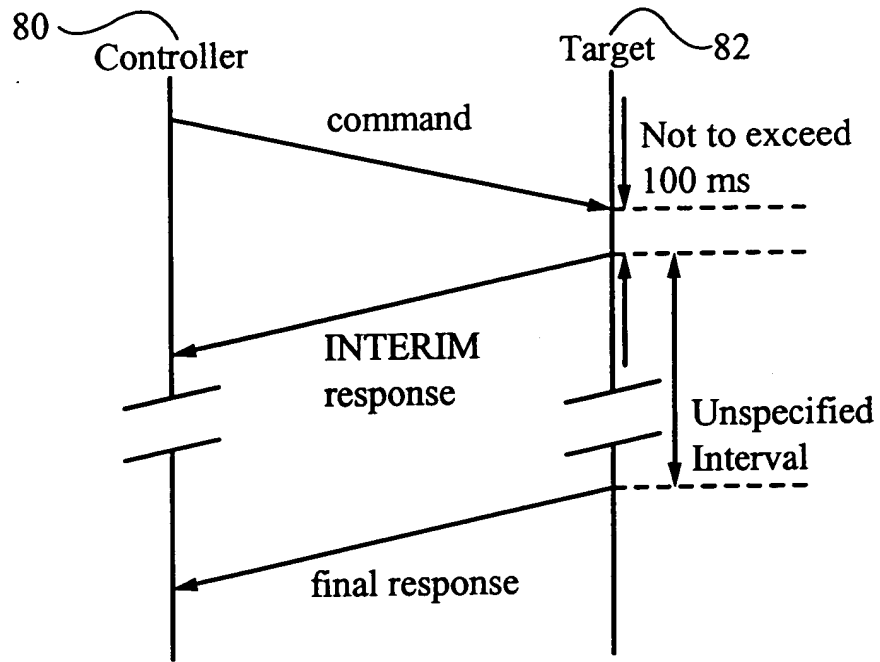 80
82
Controller
Target
command
Not to exceed
100 ms
INTERIM
response
Unspecified
Interval
final response